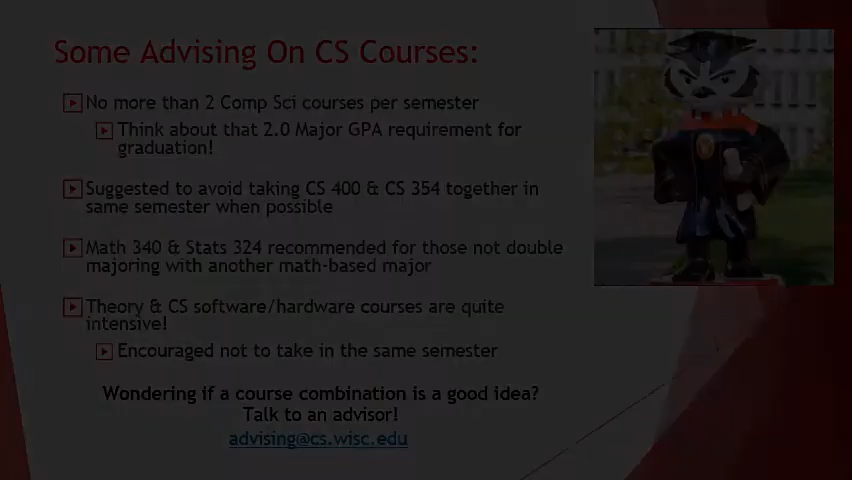 Some Advising On CS Courses:
No more than 2 Comp Sci courses per semester
Think about that 2.0 Major GPA requirement for
graduation!
Suggested to avoid taking CS 400 & CS 354 together in
same semester when possible
Math 340 & Stats 324 recommended for those not double
majoring with another math-based major
Theory & CS software/hardware courses are quite
intensive!
Encouraged not to take in the same semester
Wondering if a course combination is a good idea?
Talk to an advisor!
advising@cs.wisc.edu